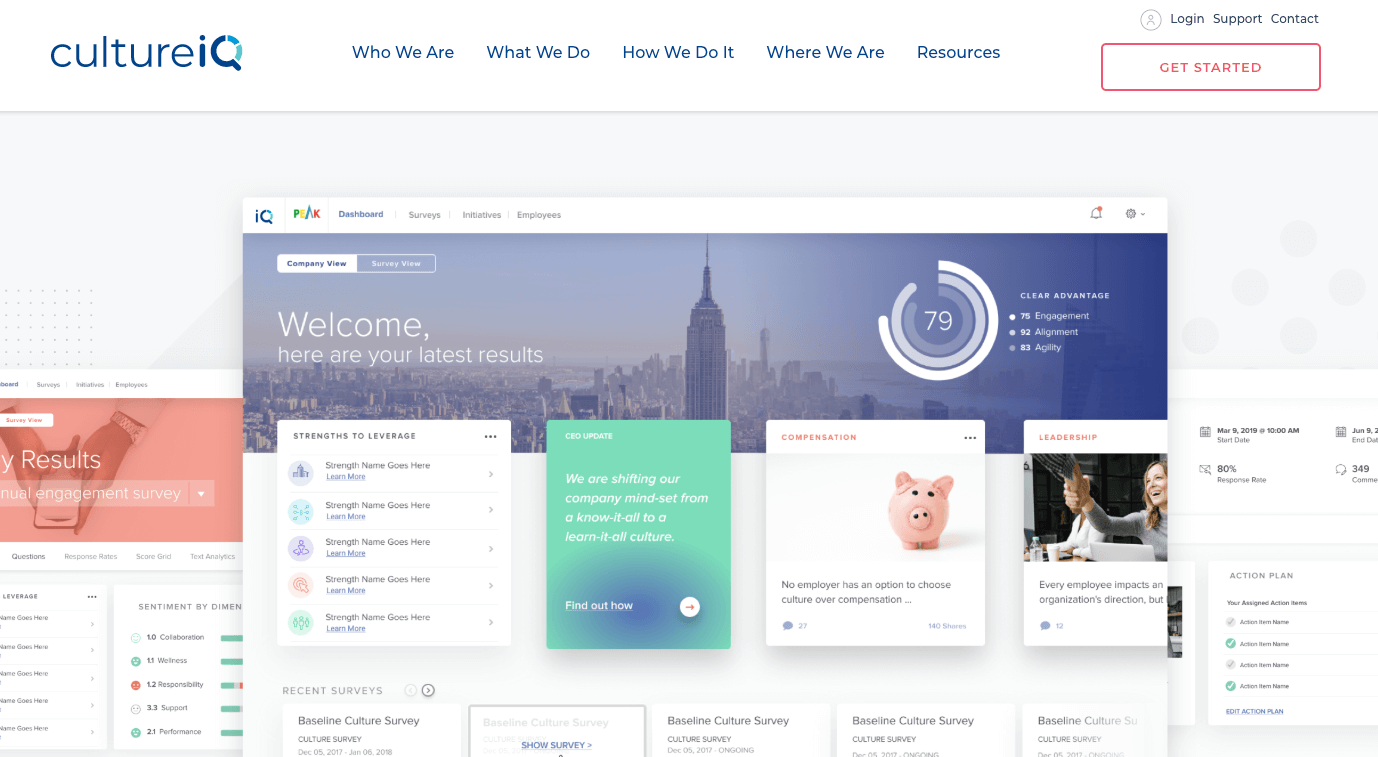 Login Support Contact
cultureiQ
Who We Are What We Do How We Do It Where We Are Resources
GET STARTED
iQ PEAK Dashboard Surveys Initiatives Employees
Company View Survey View
Welcome,
here are your latest results
79
CLEAR ADVANTAGE
75 Engagement
92 Alignment
83 Agility
Surveys Initiatives Employees
Survey View
y Results
nual engagement survey
Questions Response Rates Score Grid Text Analytics
LEVERAGE
Name Goes Here
Name Goes Here
Name Goes Here
Name Goes Here
Name Goes Here
SENTIMENT BY DIMEN
1.0 Collaboration
1.1 Wellness
1.2 Responsibility
3.3 Support
2.1 Performance
STRENGTHS TO LEVERAGE
Strength Name Goes Here
Learn More
Strength Name Goes Here
Learn More
Strength Name Goes Here
Learn More
Strength Name Goes Here
Learn More
Strength Name Goes Here
Learn More
CEO UPDATE
We are shifting our
company mind-set from
a know-it-all to a
learn-it-all culture.
Find out how
COMPENSATION
No employer has an option to choose
culture over compensation ...
27 140 Shares
LEADERSHIP
Every employee impacts an
organization's direction, but
12
Mar 9, 2019 @ 10:00 AM
Start Date
Jun 9, 2
End Dat
80%
Response Rate
349
Comme
ACTION PLAN
Your Assigned Action Items
Action Item Name
Action Item Name
Action Item Name
Action Item Name
EDIT ACTION PLAN
RECENT SURVEYS
Baseline Culture Survey
CULTURE SURVEY
Dec 05, 2017 - Jan 06, 2018
Baseline Culture Survey
SHOW SURVEY >
Baseline Culture Survey
CULTURE SURVEY
Dec 05, 2017 - ONGOING
Baseline Culture Survey
CULTURE SURVEY
Dec 05, 2017 - ONGOING
Baseline Culture Su
CULTURE SURVEY
Dec 05, 2017 - ONGOING